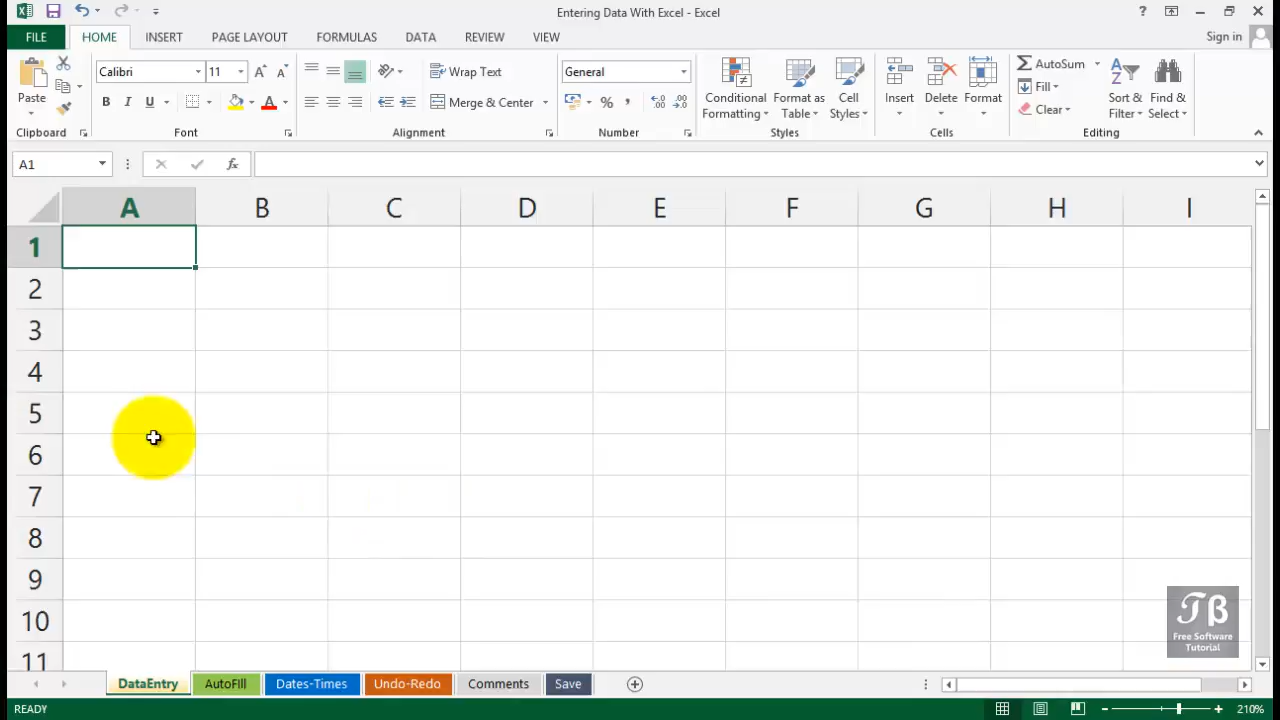 Entering Data With Excel - Excel
FILE HOME INSERT PAGE LAYOUT FORMULAS DATA REVIEW VIEW Sign in
Calibri 11 Wrap Text General AutoSum
Fill
Paste Merge & Center Conditional Formatting Format as Table Cell Styles Insert Delete Format Clear Sort & Filter Find & Select
Clipboard Font Alignment Number Styles Cells Editing
A1 fx
A B C D E F G H I
1
2
3
4
5
6
7
8
9
10
11
Tβ
Free Software
Tutorial
DataEntry AutoFIll Dates-Times Undo-Redo Comments Save
READY 210%